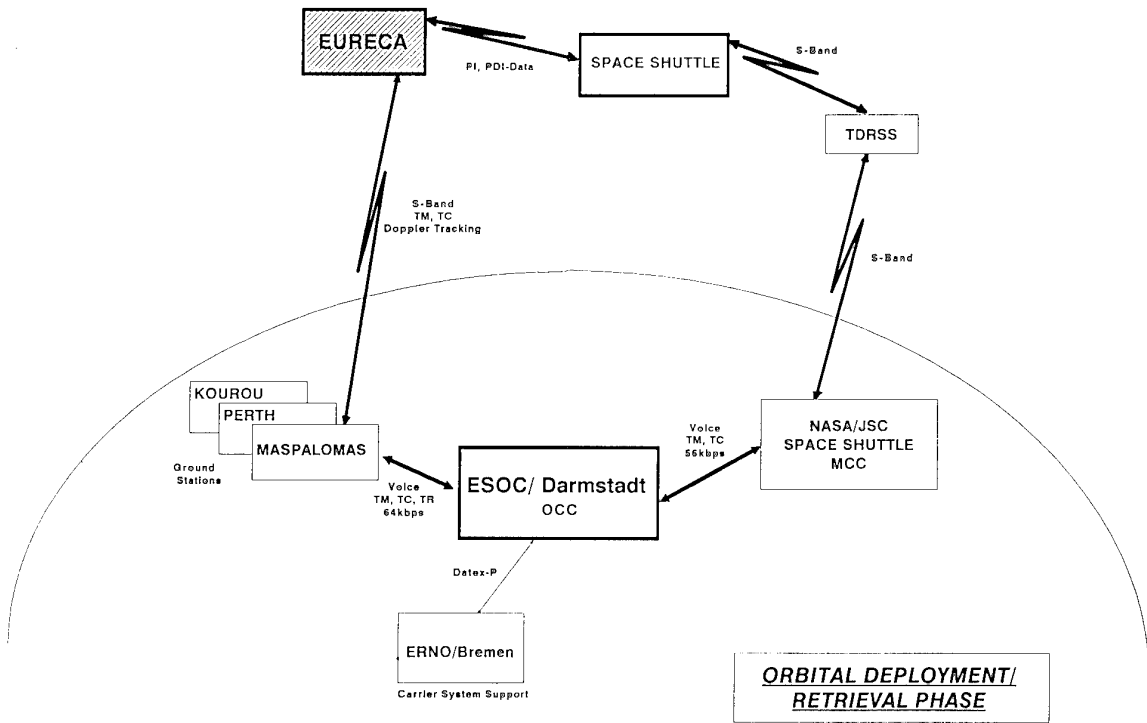 EURECA
SPACE SHUTTLE
PI, PDI-Data
S-Band
TDRSS
S-Band
TM, TC
Doppler Tracking
S-Band
KOUROU
PERTH
MASPALOMAS
Ground
Stations
Voice
TM, TC, TR
64kbps
ESOC/ Darmstadt
OCC
Voice
TM, TC
56kbps
NASA/JSC
SPACE SHUTTLE
MCC
Datex-P
ERNO/Bremen
Carrier System Support
ORBITAL DEPLOYMENT/
RETRIEVAL PHASE